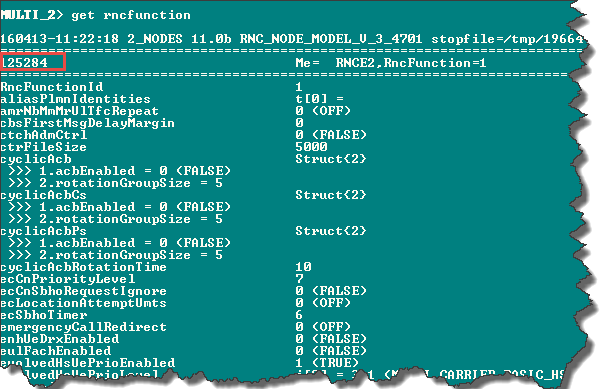 MULTI_2> get rncfunction
160413-11:22:18 2_NODES 11.0b RNC_NODE_MODEL_V_3_4701 stopfile=/tmp/19664
125284 Me= RNCE2,RncFunction=1
RncFunctionId 1
aliasPlmnIdentities t[0] =
amrNbMmMrUlTfcRepeat 0 (OFF)
cbsFirstMsgDelayMargin 0
ctchAdmCtrl 0 (FALSE)
ctrFileSize 5000
cyclicAcb Struct{2}
>>> 1.acbEnabled = 0 (FALSE)
>>> 2.rotationGroupSize = 5
cyclicAcbCs Struct{2}
>>> 1.acbEnabled = 0 (FALSE)
>>> 2.rotationGroupSize = 5
cyclicAcbPs Struct{2}
>>> 1.acbEnabled = 0 (FALSE)
>>> 2.rotationGroupSize = 5
cyclicAcbRotationTime 10
ecCnPriorityLevel 7
ecCnSbhoRequestIgnore 0 (FALSE)
ecLocationAttemptUmts 0 (OFF)
ecSbhoTimer 6
emergencyCallRedirect 0 (OFF)
enhUeDrxEnabled 0 (FALSE)
eulFachEnabled 0 (FALSE)
evolvedHsUePrioEnabled 1 (TRUE)